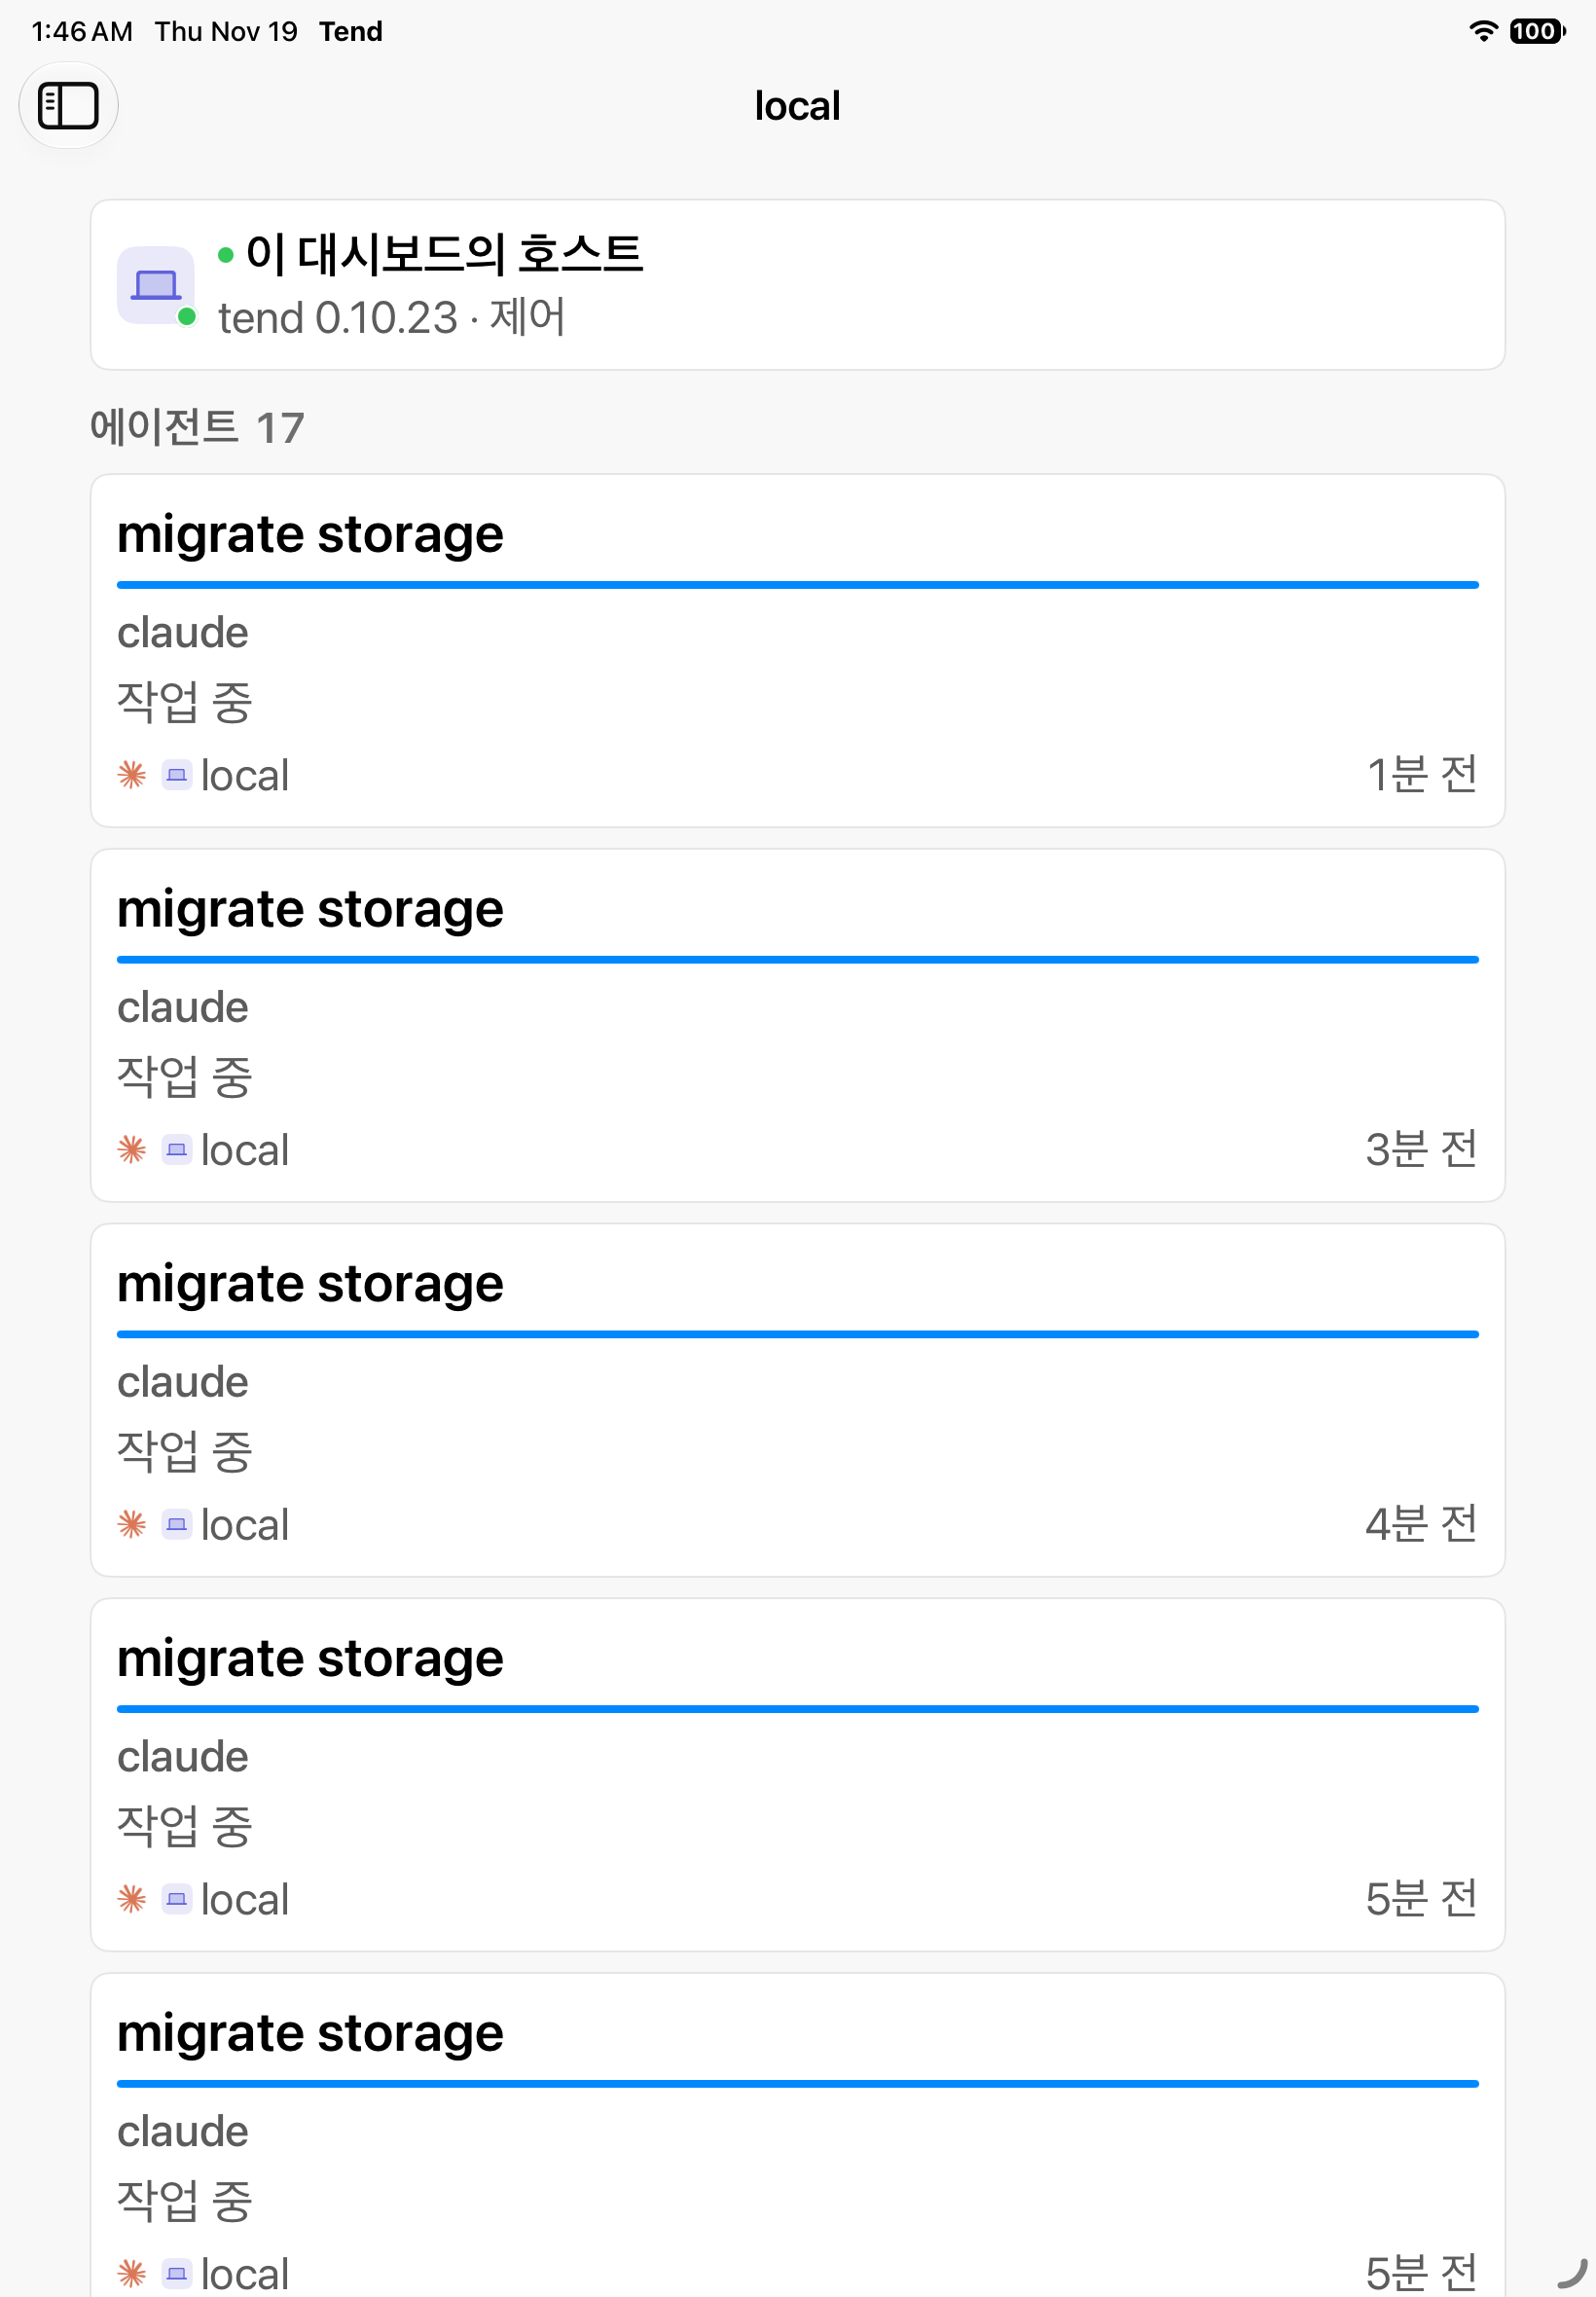 1:46 AM Thu Nov 19 Tend
100
local
이 대시보드의 호스트
tend 0.10.23 · 제어
에이전트 17
migrate storage
claude
작업 중
local 1분 전
migrate storage
claude
작업 중
local 3분 전
migrate storage
claude
작업 중
local 4분 전
migrate storage
claude
작업 중
local 5분 전
migrate storage
claude
작업 중
local 5분 전